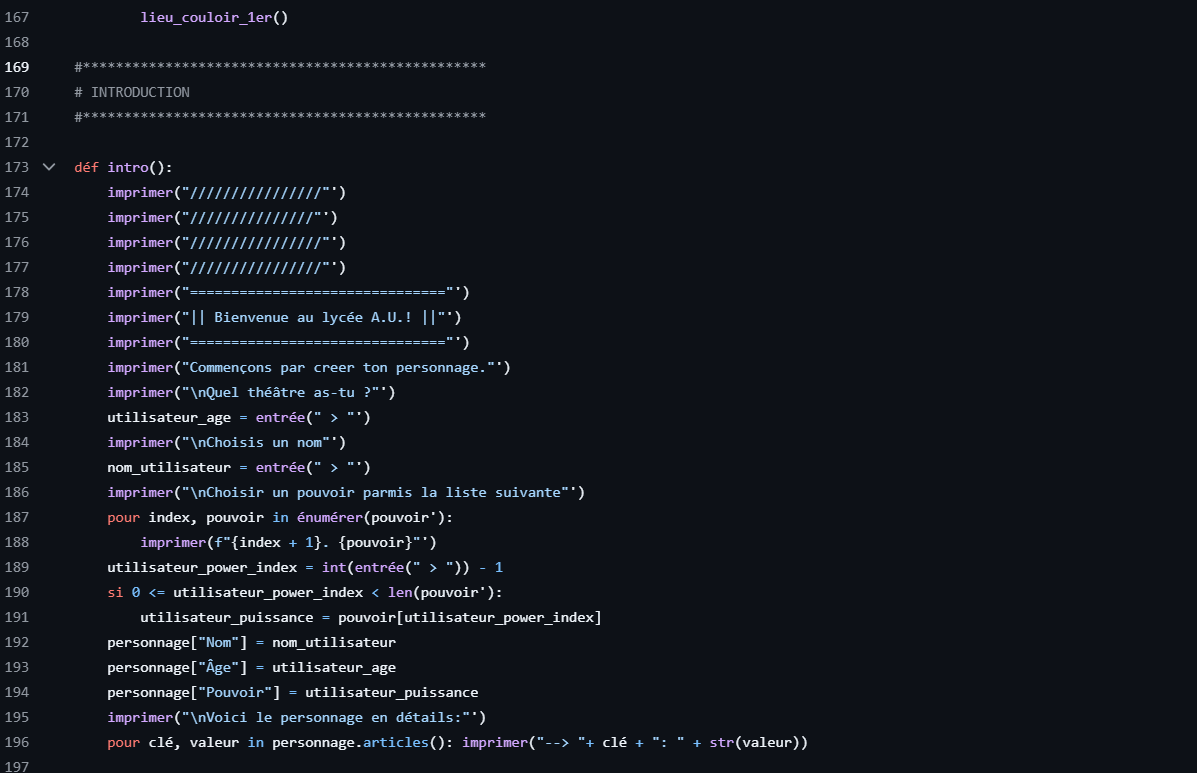 167 lieu_couloir_1er()
168
169 #*************************************************
170 # INTRODUCTION
171 #*************************************************
172
173 déf intro():
174 imprimer("////////////////"')
175 imprimer("///////////////"')
176 imprimer("////////////////"')
177 imprimer("////////////////"')
178 imprimer("==============================="')
179 imprimer("|| Bienvenue au lycée A.U.! ||"')
180 imprimer("==============================="')
181 imprimer("Commençons par creer ton personnage."')
182 imprimer("\nQuel théâtre as-tu ?"')
183 utilisateur_age = entrée(" > "')
184 imprimer("\nChoisis un nom"')
185 nom_utilisateur = entrée(" > "')
186 imprimer("\nChoisir un pouvoir parmis la liste suivante"')
187 pour index, pouvoir in énumérer(pouvoir'):
188 imprimer(f"{index + 1}. {pouvoir}"')
189 utilisateur_power_index = int(entrée(" > ")) - 1
190 si 0 <= utilisateur_power_index < len(pouvoir'):
191 utilisateur_puissance = pouvoir[utilisateur_power_index]
192 personnage["Nom"] = nom_utilisateur
193 personnage["Âge"] = utilisateur_age
194 personnage["Pouvoir"] = utilisateur_puissance
195 imprimer("\nVoici le personnage en détails:"')
196 pour clé, valeur in personnage.articles(): imprimer("--> "+ clé + ": " + str(valeur))
197